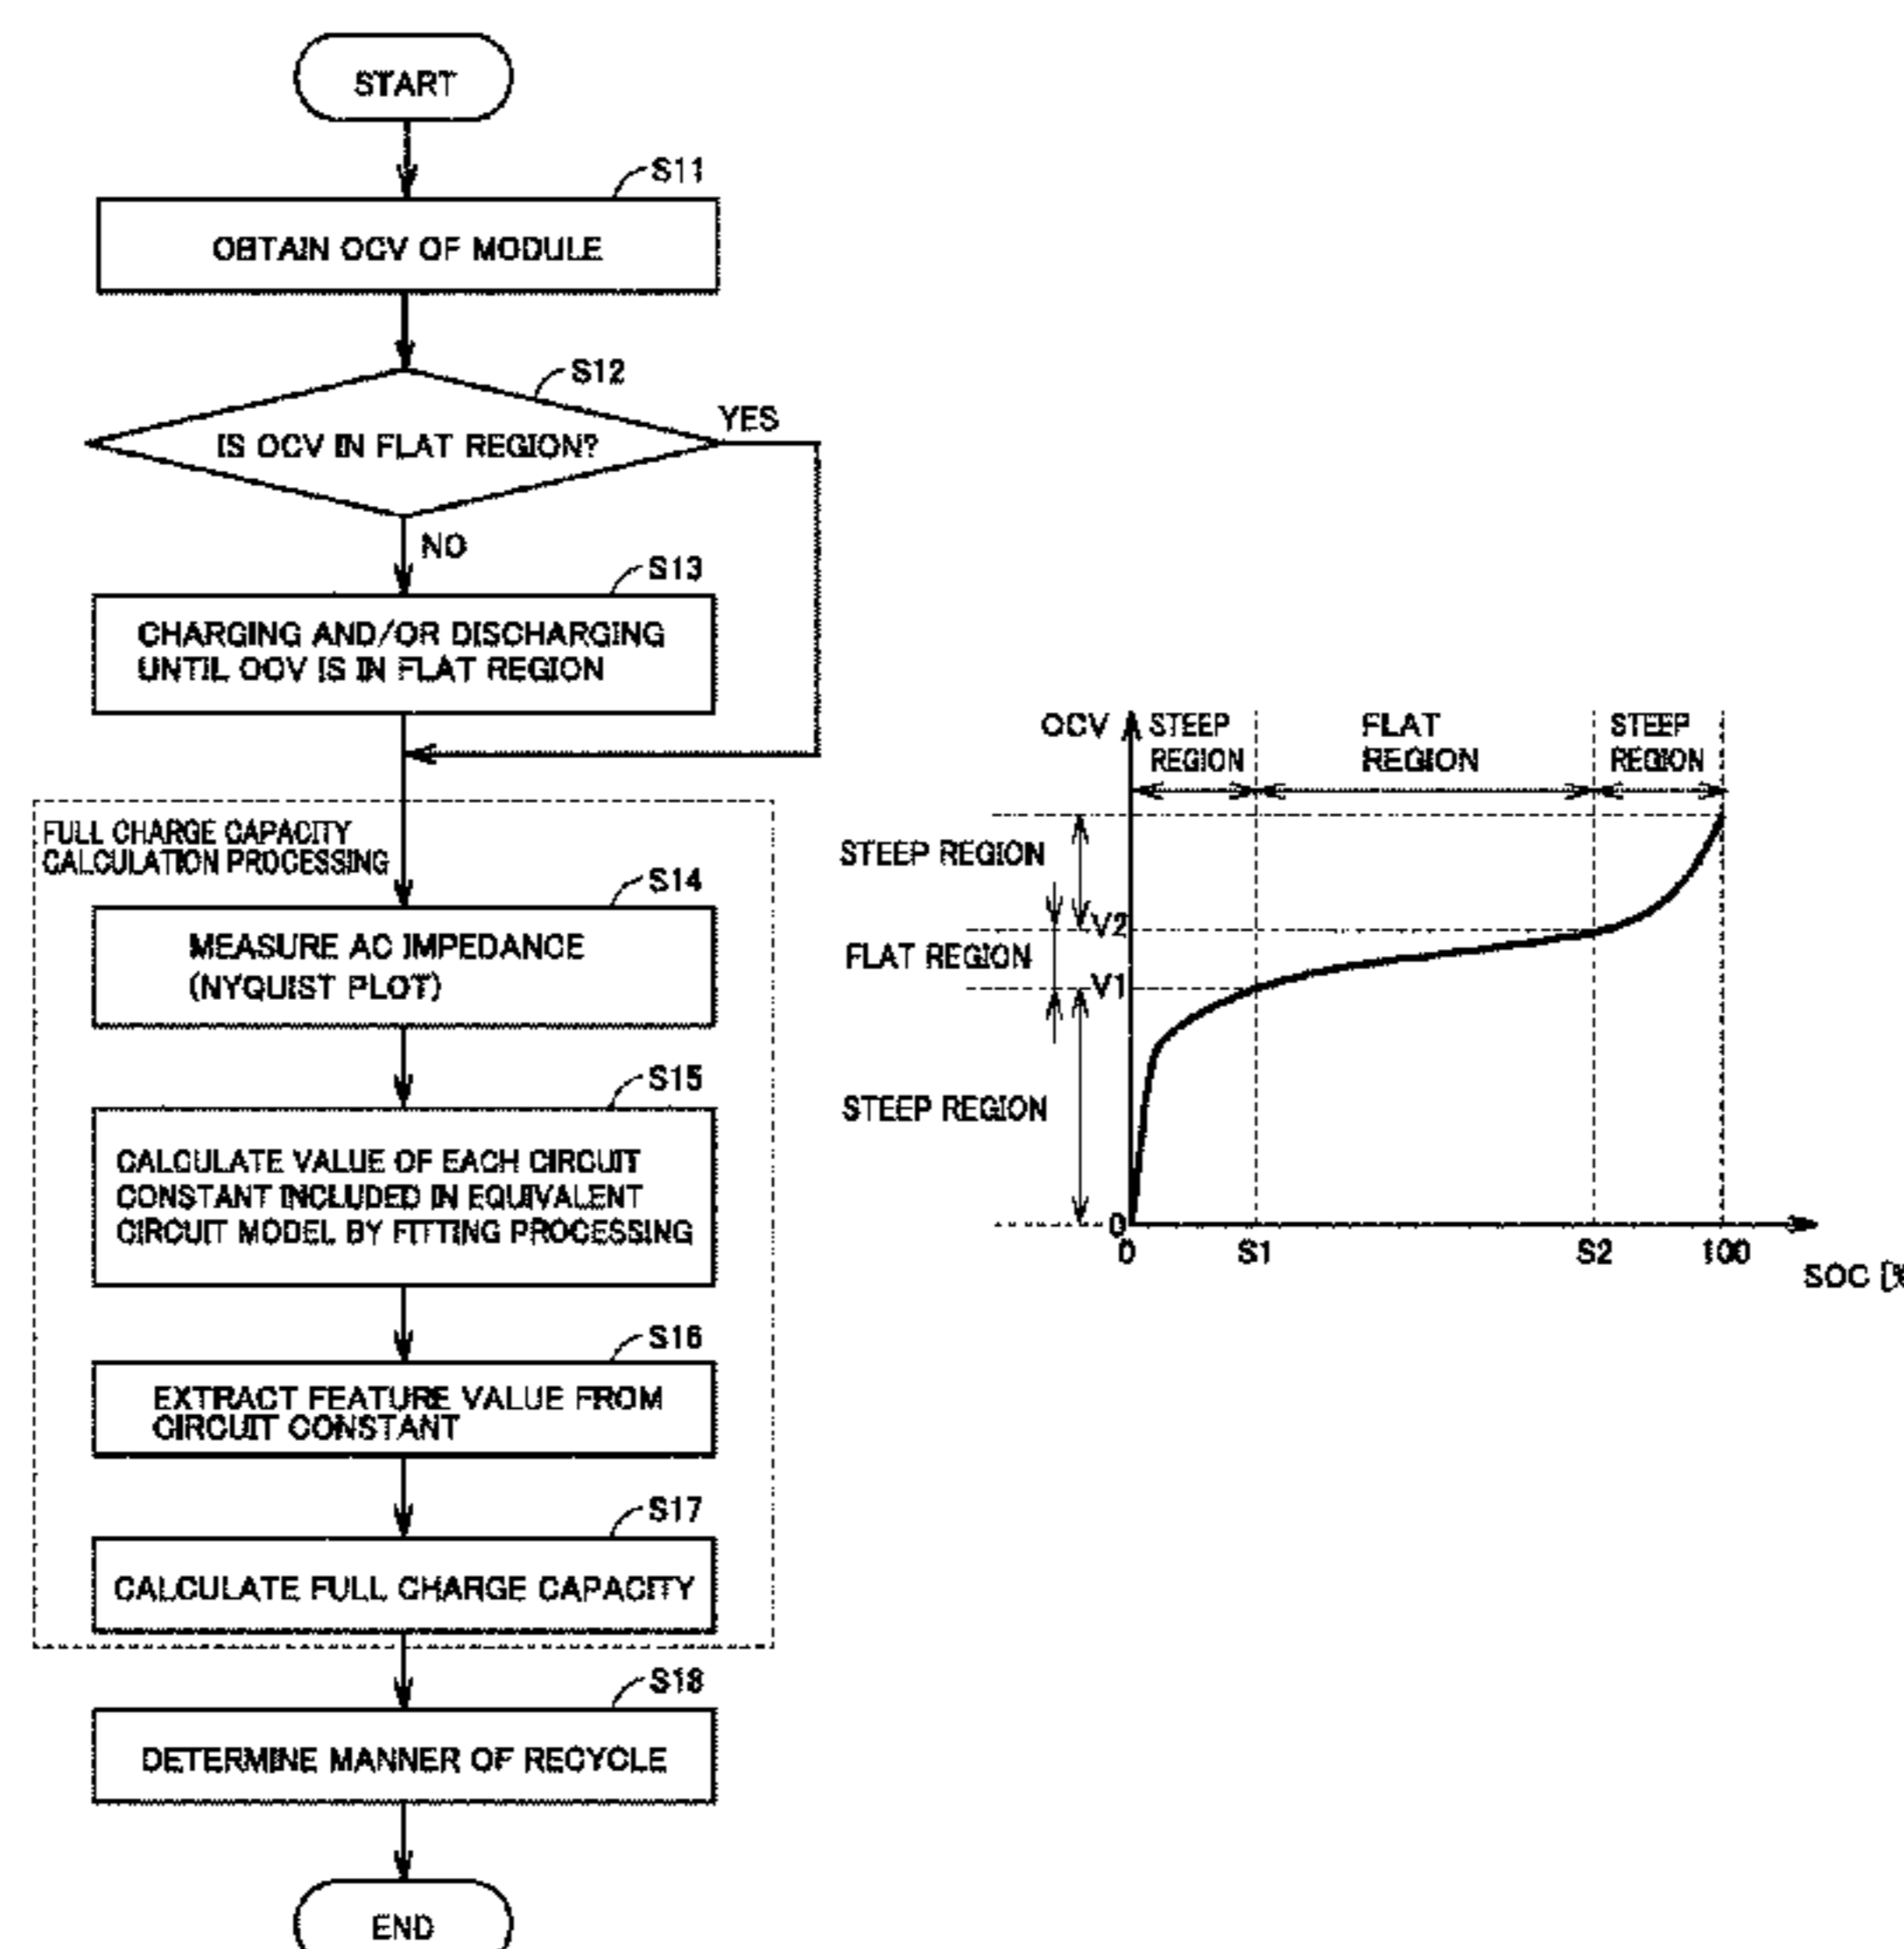 START
S11
OBTAIN OCV OF MODULE
S12
IS OCV IN FLAT REGION?
YES
NO
S13
CHARGING AND/OR DISCHARGING
UNTIL OCV IS IN FLAT REGION
FULL CHARGE CAPACITY
CALCULATION PROCESSING
S14
MEASURE AC IMPEDANCE
(NYQUIST PLOT)
S15
CALCULATE VALUE OF EACH CIRCUIT
CONSTANT INCLUDED IN EQUIVALENT
CIRCUIT MODEL BY FITTING PROCESSING
S16
EXTRACT FEATURE VALUE FROM
CIRCUIT CONSTANT
S17
CALCULATE FULL CHARGE CAPACITY
S18
DETERMINE MANNER OF RECYCLE
END
OCV
STEEP
REGION
FLAT
REGION
STEEP
REGION
STEEP REGION
V2
FLAT REGION
V1
STEEP REGION
0
0
S1
S2
100
SOC [%